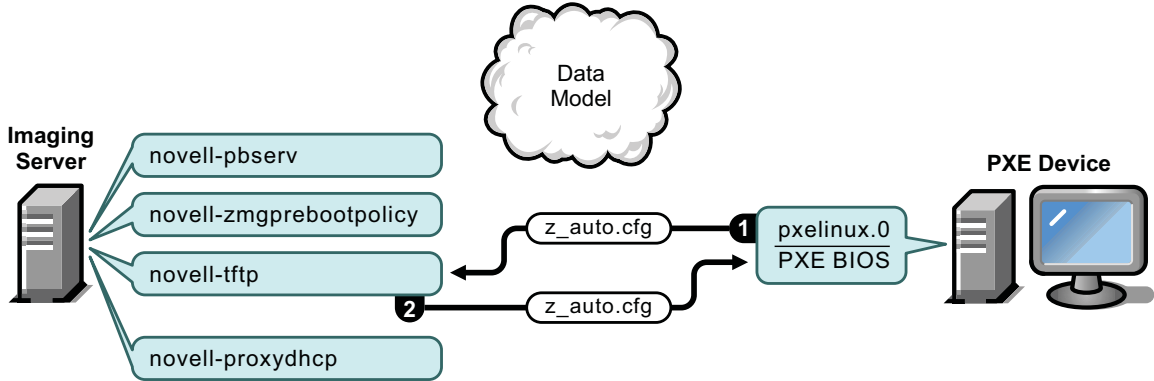 Data
Model
Imaging
Server
novell-pbserv
PXE Device
novell-zmgprebootpolicy
z_auto.cfg
1
pxelinux.0
PXE BIOS
novell-tftp
2
z_auto.cfg
novell-proxydhcp